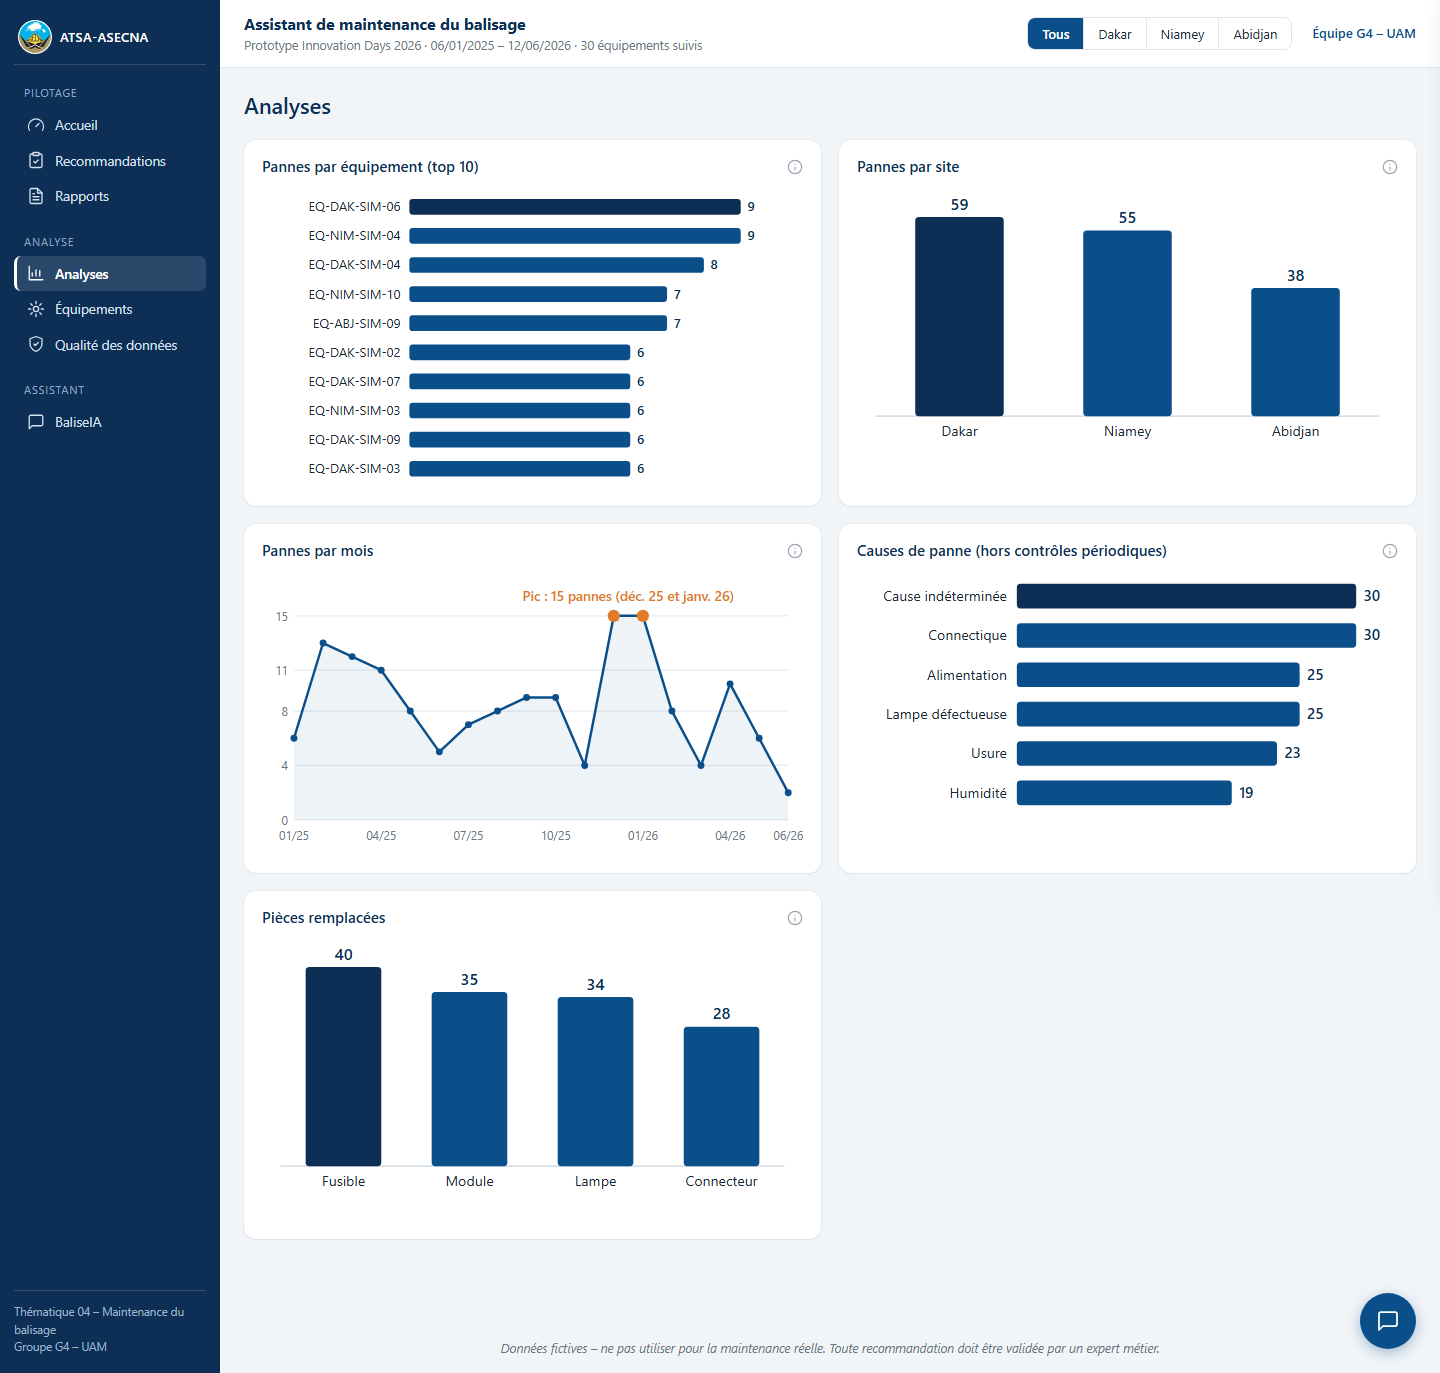 ATSA-ASECNA
PILOTAGE
Accueil
Recommandations
Rapports
ANALYSE
Analyses
Équipements
Qualité des données
ASSISTANT
BaliseIA
Thématique 04 – Maintenance du
balisage
Groupe G4 – UAM
Assistant de maintenance du balisage
Prototype Innovation Days 2026 · 06/01/2025 – 12/06/2026 · 30 équipements suivis
Tous Dakar Niamey Abidjan
Équipe G4 – UAM
Analyses
Pannes par équipement (top 10)
EQ-DAK-SIM-06 9
EQ-NIM-SIM-04 9
EQ-DAK-SIM-04 8
EQ-NIM-SIM-10 7
EQ-ABJ-SIM-09 7
EQ-DAK-SIM-02 6
EQ-DAK-SIM-07 6
EQ-NIM-SIM-03 6
EQ-DAK-SIM-09 6
EQ-DAK-SIM-03 6
Pannes par site
59 55 38
Dakar Niamey Abidjan
Pannes par mois
Pic : 15 pannes (déc. 25 et janv. 26)
15
11
8
4
0
01/25 04/25 07/25 10/25 01/26 04/26 06/26
Causes de panne (hors contrôles périodiques)
Cause indéterminée 30
Connectique 30
Alimentation 25
Lampe défectueuse 25
Usure 23
Humidité 19
Pièces remplacées
40 35 34 28
Fusible Module Lampe Connecteur
Données fictives – ne pas utiliser pour la maintenance réelle. Toute recommandation doit être validée par un expert métier.